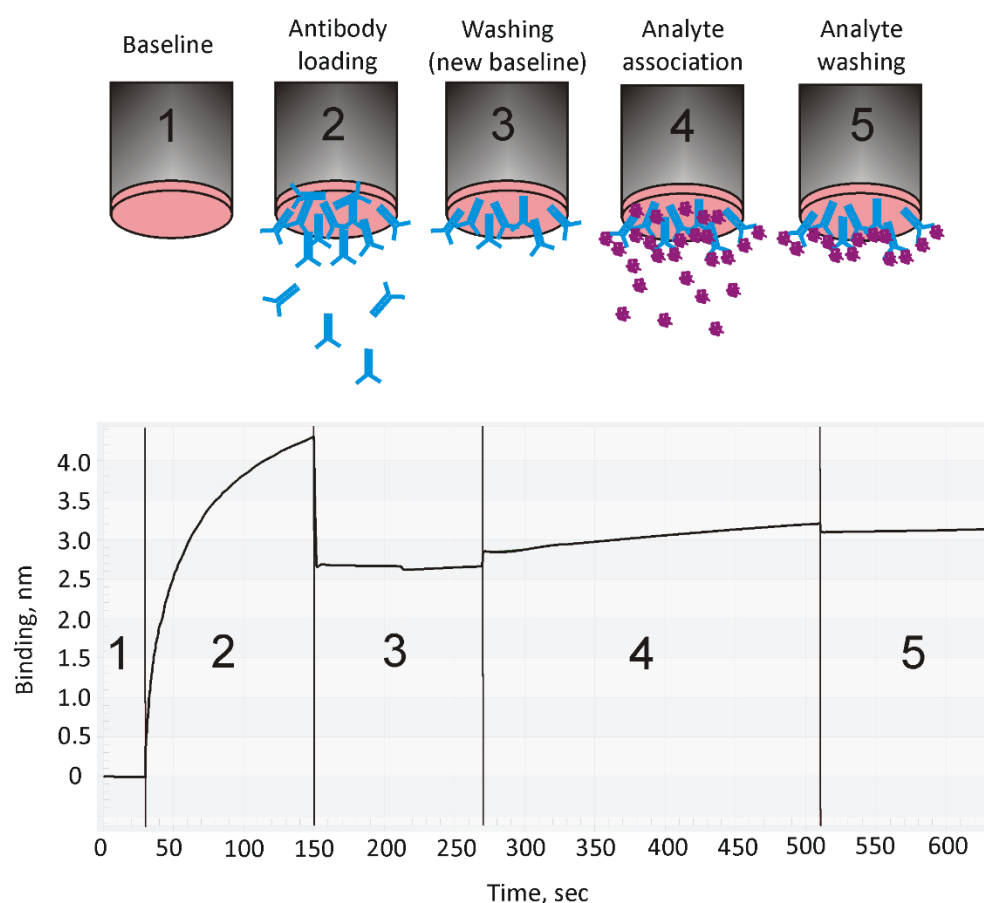 Baseline
Antibody
loading
Washing
(new baseline)
Analyte
association
Analyte
washing
1
2
3
4
5
4.0
3.5
3.0
2.5
2.0
1.5
1.0
0.5
0
Binding, nm
1
2
3
4
5
0 50 100 150 200 250 300 350 400 450 500 550 600
Time, sec